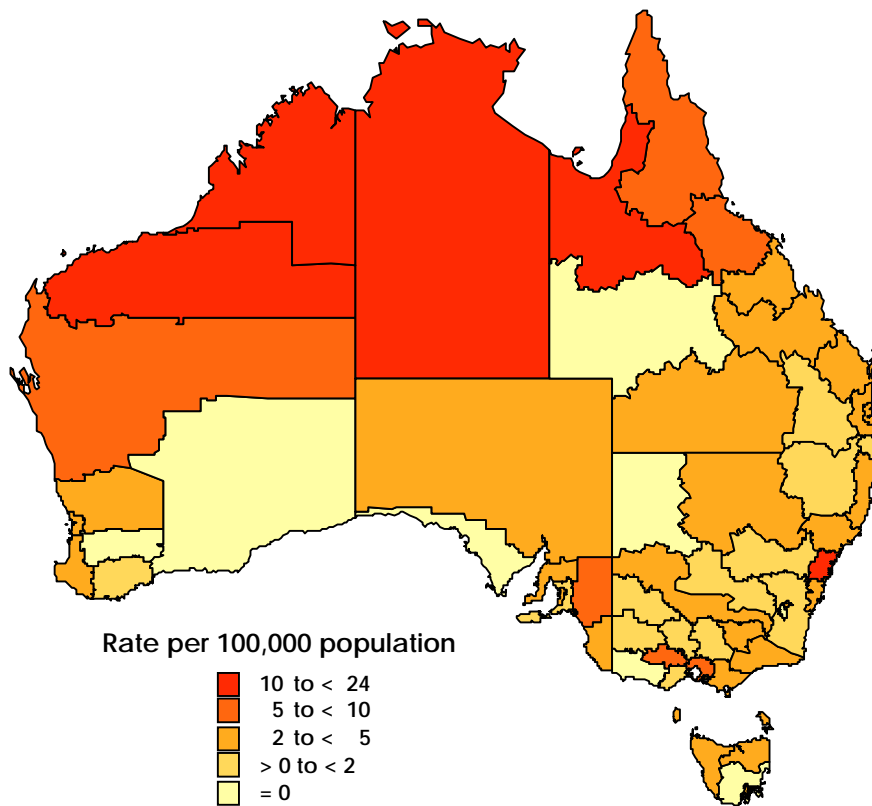 Rate per 100,000 population
10 to < 24
5 to < 10
2 to < 5
> 0 to < 2
= 0